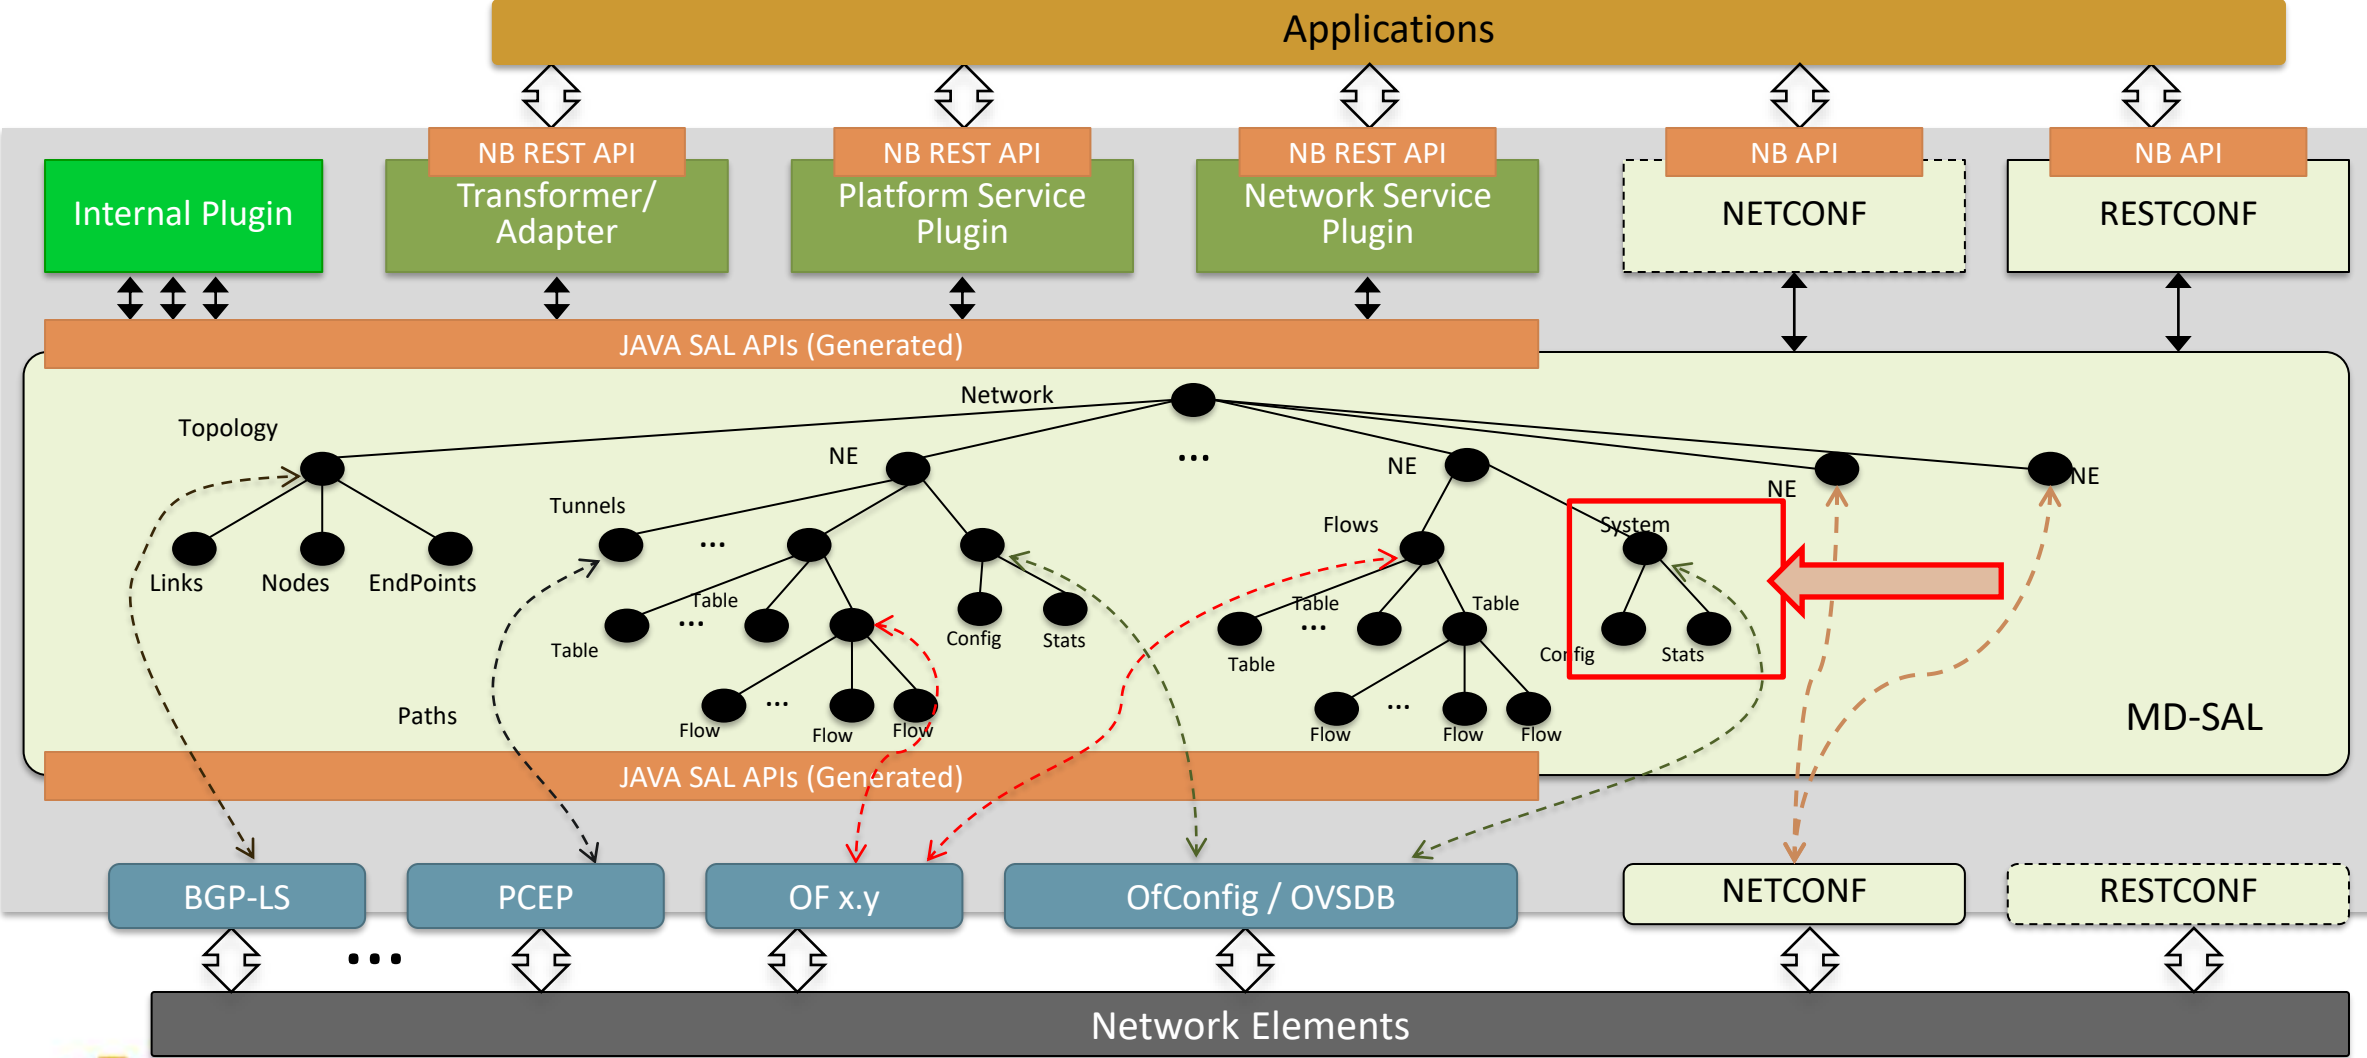 Applications
NB REST API
NB REST API
NB REST API
NB API
NB API
Internal Plugin
Transformer/
Adapter
Platform Service
Plugin
Network Service
Plugin
NETCONF
RESTCONF
JAVA SAL APIs (Generated)
Network
Topology
NE
...
NE
NE
NE
Tunnels
...
Flows
System
Links
Nodes
EndPoints
Table
...
Table
Config
Stats
Table
...
Table
Table
Config
Stats
Paths
...
Flow
Flow
Flow
...
Flow
Flow
Flow
MD-SAL
JAVA SAL APIs (Generated)
BGP-LS
PCEP
OF x.y
OfConfig / OVSDB
NETCONF
RESTCONF
...
Network Elements